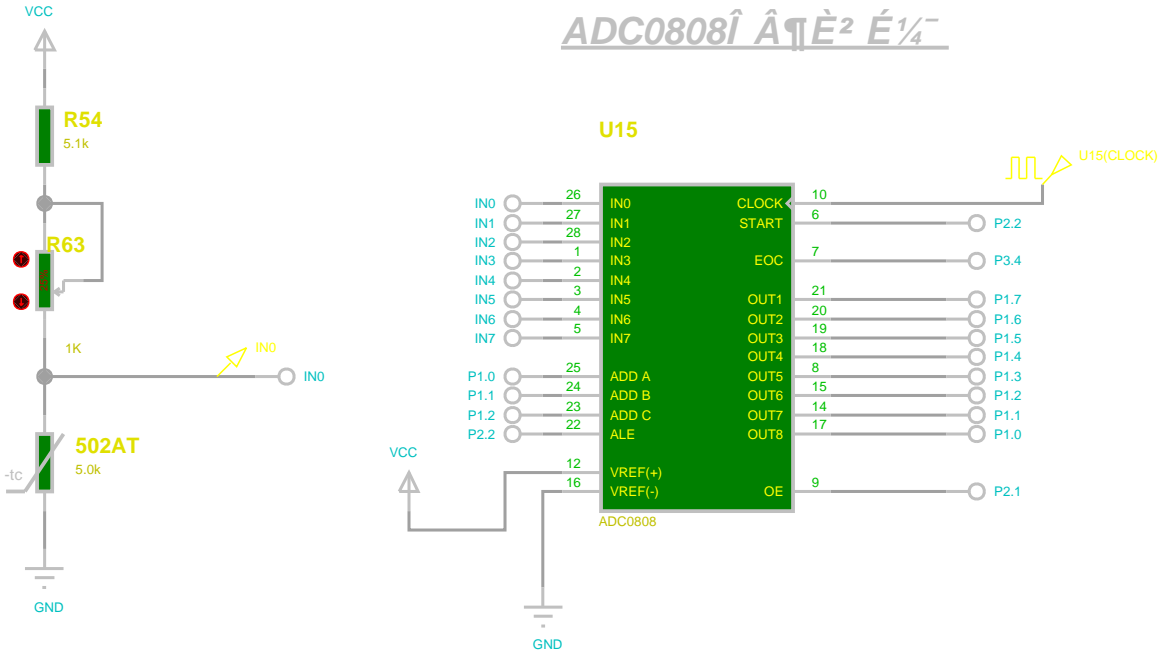 VCC
ADC0808Î Â¶È² É¼¯
R54
5.1k
U15
U15(CLOCK)
R63
1K
IN0
IN0
502AT
-tc
5.0k
GND
IN0 26 IN0 CLOCK 10
IN1 27 IN1 START 6 P2.2
IN2 28 IN2
IN3 1 IN3 EOC 7 P3.4
IN4 2 IN4
IN5 3 IN5 OUT1 21 P1.7
IN6 4 IN6 OUT2 20 P1.6
IN7 5 IN7 OUT3 19 P1.5
OUT4 18 P1.4
P1.0 25 ADD A OUT5 8 P1.3
P1.1 24 ADD B OUT6 15 P1.2
P1.2 23 ADD C OUT7 14 P1.1
P2.2 22 ALE OUT8 17 P1.0
VCC
12 VREF(+)
16 VREF(-) OE 9 P2.1
ADC0808
GND